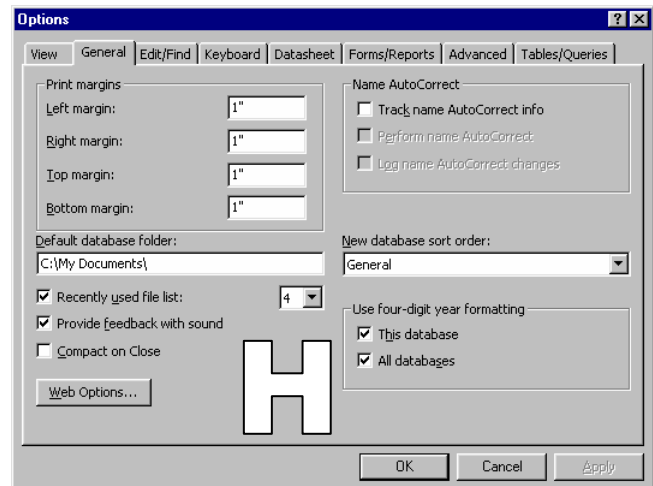 Options
View General Edit/Find Keyboard Datasheet Forms/Reports Advanced Tables/Queries
Print margins
Left margin: 1"
Right margin: 1"
Top margin: 1"
Bottom margin: 1"
Name AutoCorrect
Track name AutoCorrect info
Perform name AutoCorrect
Log name AutoCorrect changes
Default database folder:
C:\My Documents\
New database sort order:
General
Recently used file list: 4
Provide feedback with sound
Compact on Close
Web Options...
Use four-digit year formatting
This database
All databases
H
OK Cancel Apply